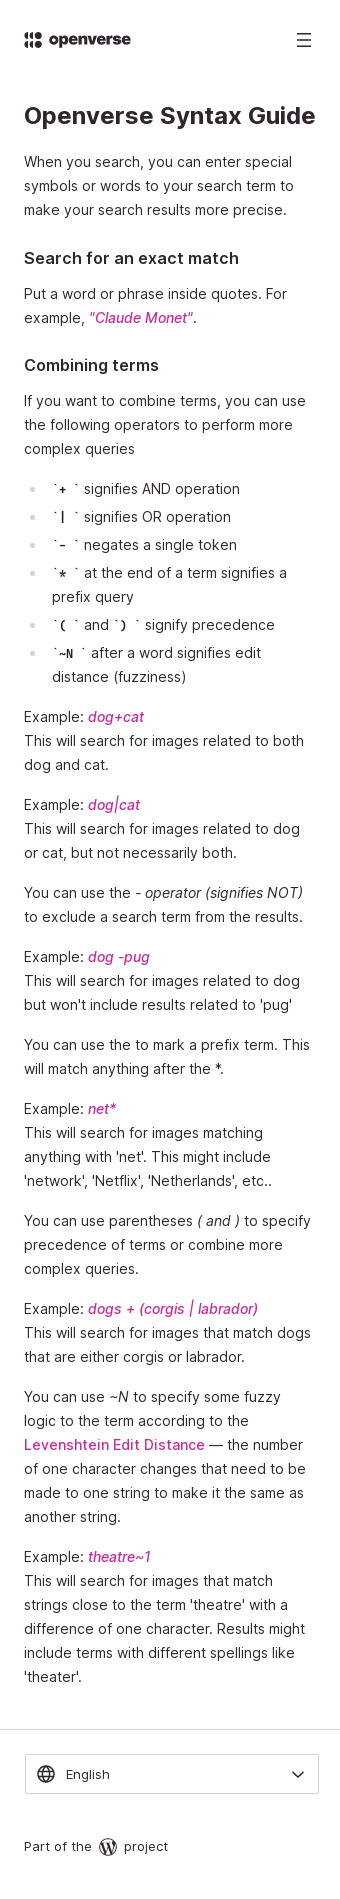 openverse
Openverse Syntax Guide
When you search, you can enter special
symbols or words to your search term to
make your search results more precise.
Search for an exact match
Put a word or phrase inside quotes. For
example, "Claude Monet".
Combining terms
If you want to combine terms, you can use
the following operators to perform more
complex queries
`+ ` signifies AND operation
`| ` signifies OR operation
`- ` negates a single token
`* ` at the end of a term signifies a
prefix query
`( ` and `) ` signify precedence
`~N ` after a word signifies edit
distance (fuzziness)
Example: dog+cat
This will search for images related to both
dog and cat.
Example: dog|cat
This will search for images related to dog
or cat, but not necessarily both.
You can use the - operator (signifies NOT)
to exclude a search term from the results.
Example: dog -pug
This will search for images related to dog
but won't include results related to 'pug'
You can use the to mark a prefix term. This
will match anything after the *.
Example: net*
This will search for images matching
anything with 'net'. This might include
'network', 'Netflix', 'Netherlands', etc..
You can use parentheses ( and ) to specify
precedence of terms or combine more
complex queries.
Example: dogs + (corgis | labrador)
This will search for images that match dogs
that are either corgis or labrador.
You can use ~N to specify some fuzzy
logic to the term according to the
Levenshtein Edit Distance — the number
of one character changes that need to be
made to one string to make it the same as
another string.
Example: theatre~1
This will search for images that match
strings close to the term 'theatre' with a
difference of one character. Results might
include terms with different spellings like
'theater'.
English
Part of the W project